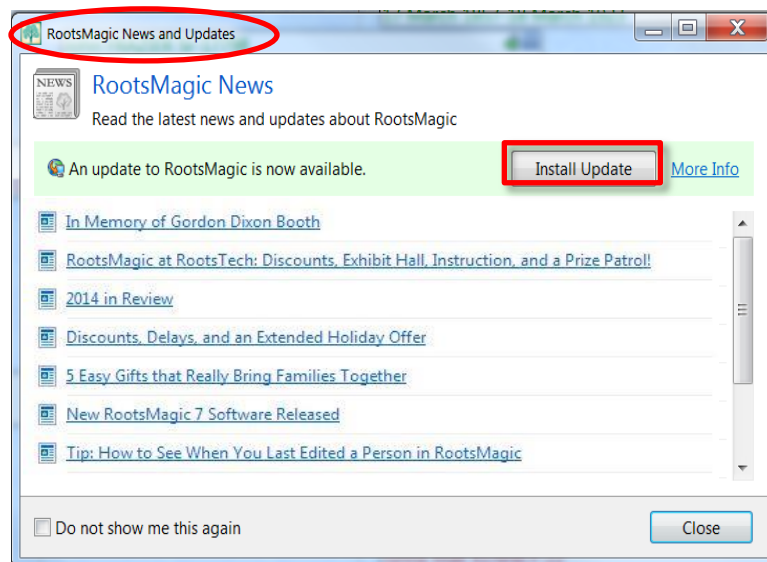 RootsMagic News and Updates
NEWS
RootsMagic News
Read the latest news and updates about RootsMagic
An update to RootsMagic is now available. Install Update More Info
In Memory of Gordon Dixon Booth
RootsMagic at RootsTech: Discounts, Exhibit Hall, Instruction, and a Prize Patrol!
2014 in Review
Discounts, Delays, and an Extended Holiday Offer
5 Easy Gifts that Really Bring Families Together
New RootsMagic 7 Software Released
Tip: How to See When You Last Edited a Person in RootsMagic
Do not show me this again Close